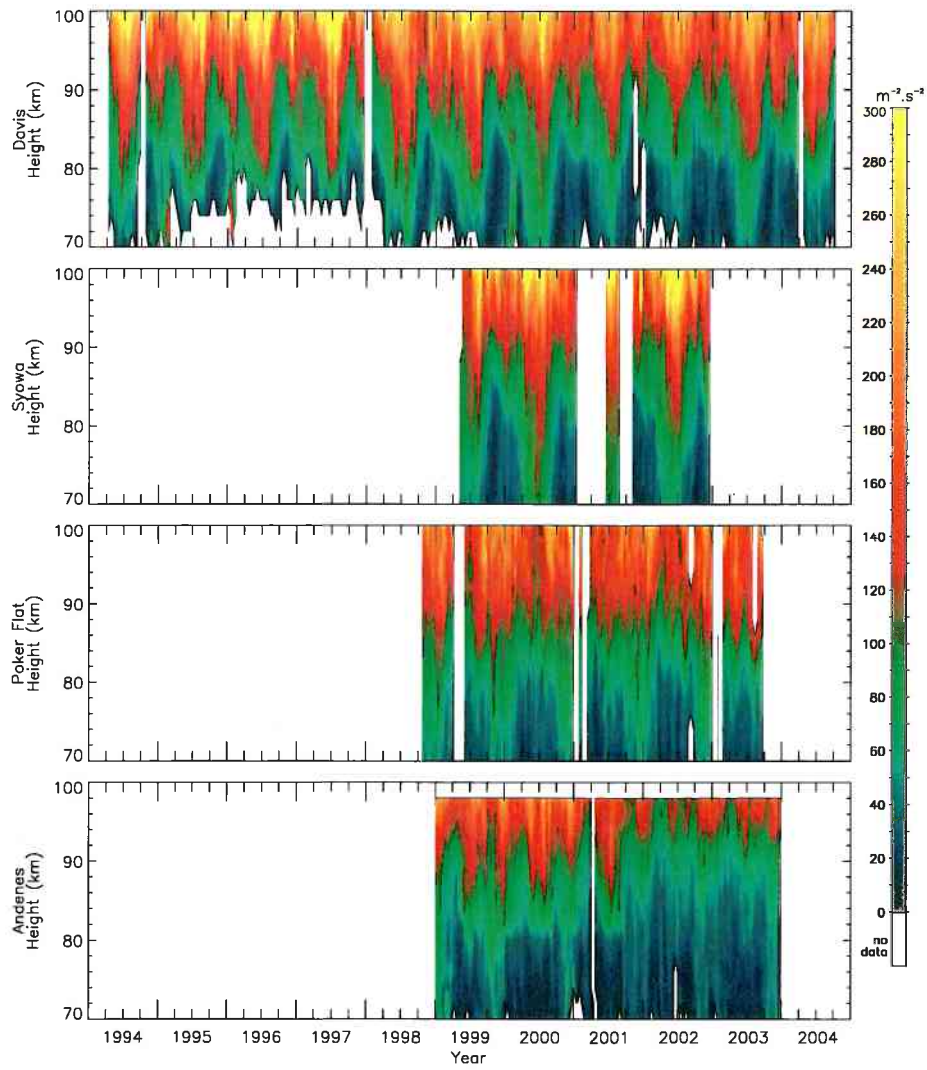 100
90
80
70
Davis
Height (km)
100
90
80
70
Syowa
Height (km)
100
90
80
70
Poker Flat
Height (km)
100
90
80
70
Andenes
Height (km)
1994 1995 1996 1997 1998 1999 2000 2001 2002 2003 2004
Year
m⁻².s⁻²
300
280
260
240
220
200
180
160
140
120
100
80
60
40
20
0
no
data